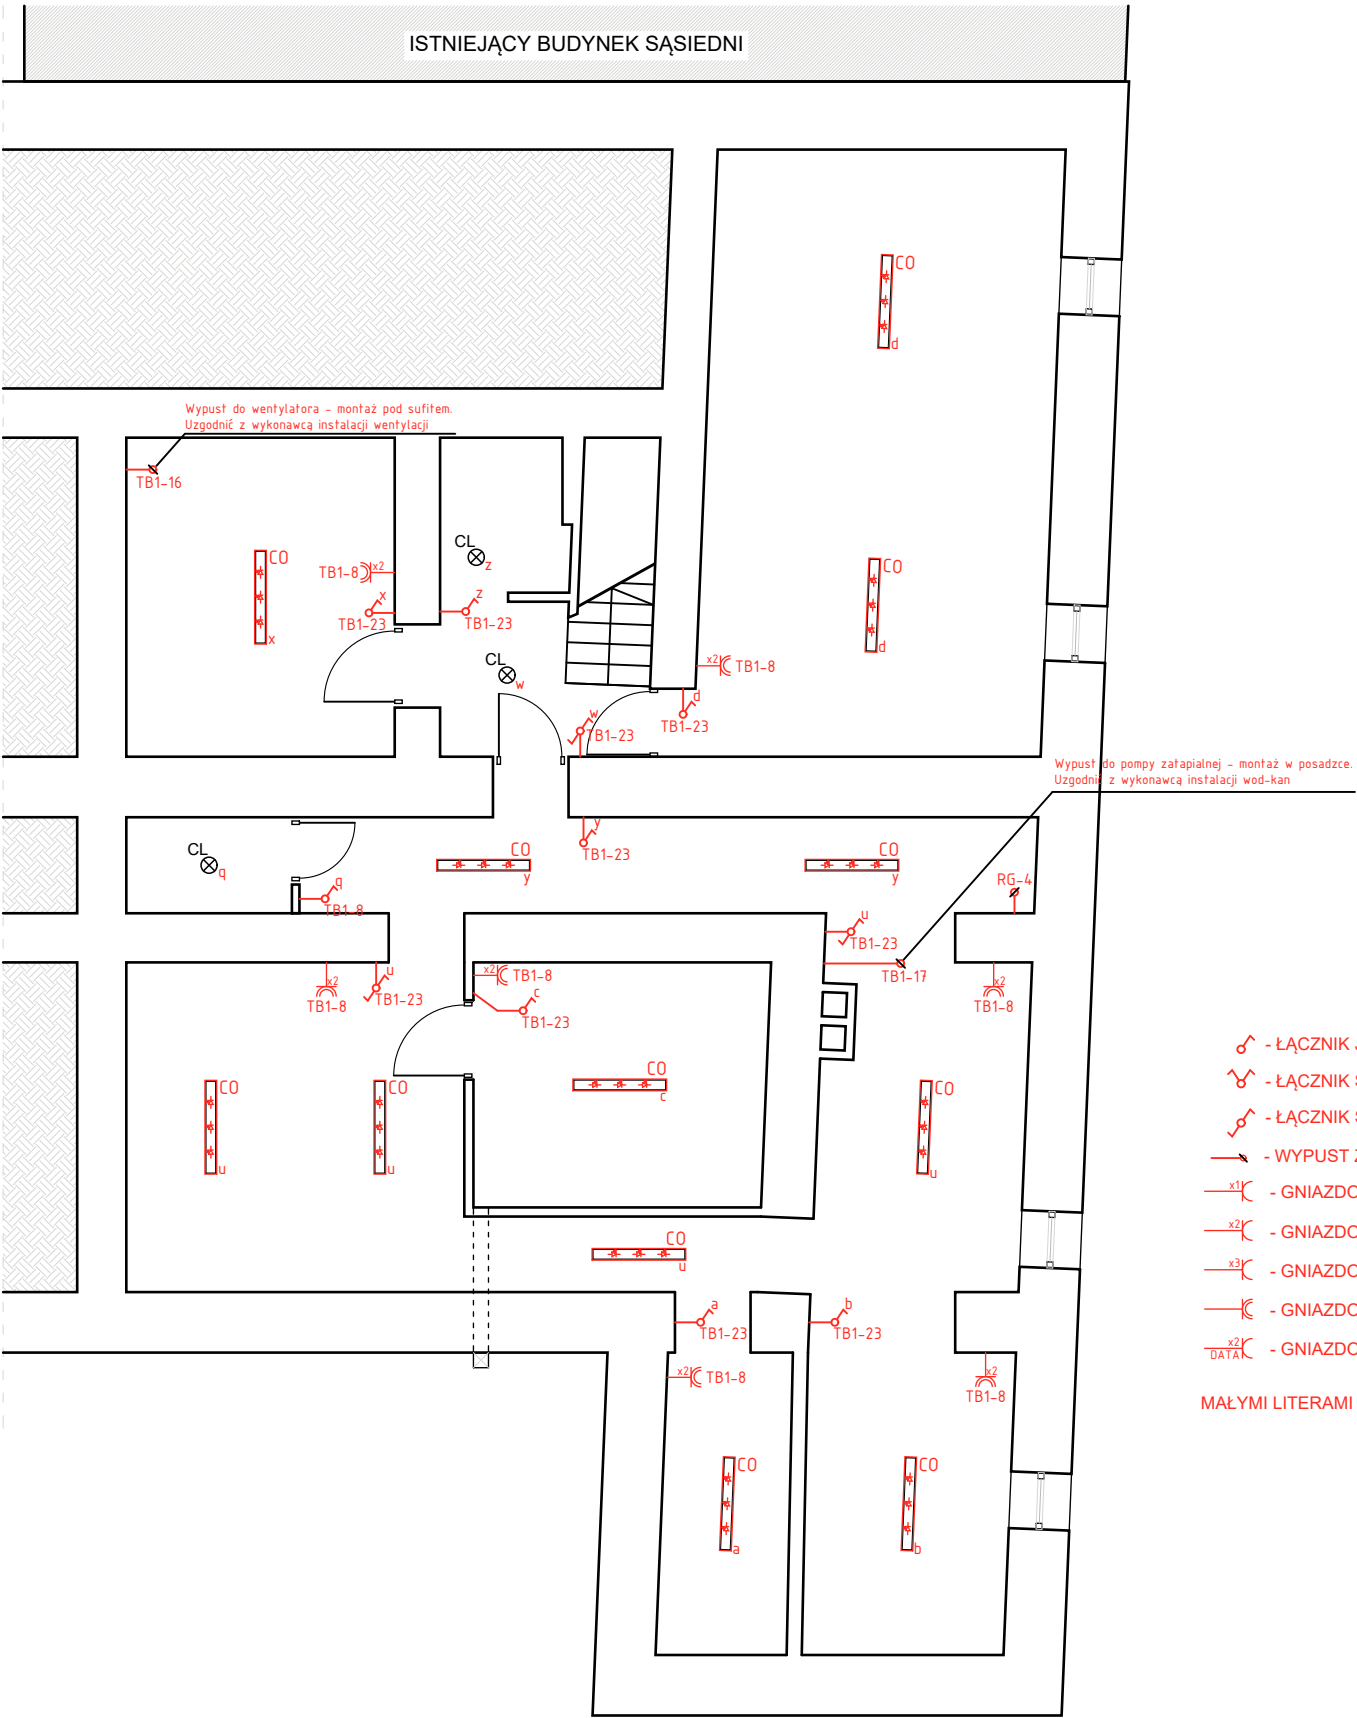 ISTNIEJĄCY BUDYNEK SĄSIEDNI
CO
d
Wypust do wentylatora - montaż pod sufitem.
Uzgodnić z wykonawcą instalacji wentylacji
TB1-16
CL
z
CO
x
TB1-8
x2
x
TB1-23
z
TB1-23
CO
d
CL
w
x2
TB1-8
d
TB1-23
w
TB1-23
Wypust do pompy zatapialnej - montaż w posadzce.
Uzgodnić z wykonawcą instalacji wod-kan
y
TB1-23
CL
q
CO
y
CO
y
q
TB1-8
RG-4
u
TB1-23
TB1-17
x2
TB1-8
u
TB1-23
x2
TB1-8
c
TB1-23
x2
TB1-8
CO
u
CO
u
CO
c
CO
u
CO
u
a
TB1-23
b
TB1-23
x2
TB1-8
x2
TB1-8
CO
a
CO
b
- ŁĄCZNIK
- ŁĄCZNIK
- ŁĄCZNIK
- WYPUST
x1
- GNIAZDO
x2
- GNIAZDO
x3
- GNIAZDO
- GNIAZDO
x2
DATA
- GNIAZDO
MAŁYMI LITERAMI